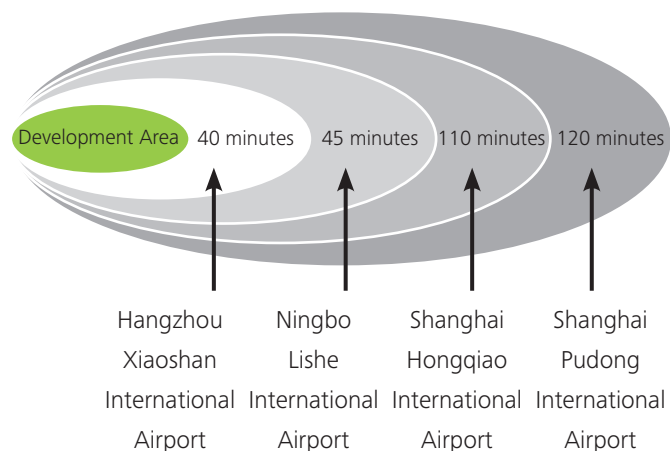 Development Area
40 minutes
45 minutes
110 minutes
120 minutes
Hangzhou
Xiaoshan
International
Airport
Ningbo
Lishe
International
Airport
Shanghai
Hongqiao
International
Airport
Shanghai
Pudong
International
Airport